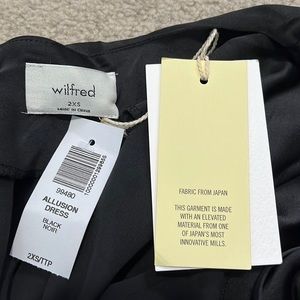 wilfred
2XS
MADE IN CHINA
99480
ALLUSION
DRESS
BLACK
NOIR
2XS/TTP
FABRIC FROM JAPAN
THIS GARMENT IS MADE
WITH AN ELEVATED
MATERIAL FROM ONE
OF JAPAN'S MOST
INNOVATIVE MILLS.